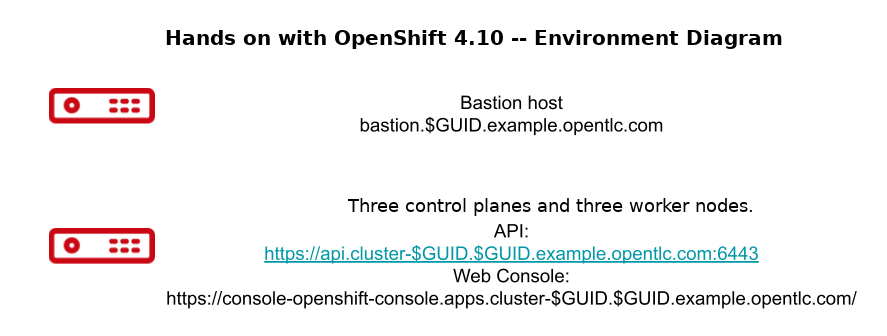 Hands on with OpenShift 4.10 -- Environment Diagram
Bastion host
bastion.$GUID.example.opentlc.com
Three control planes and three worker nodes.
API:
https://api.cluster-$GUID.$GUID.example.opentlc.com:6443
Web Console:
https://console-openshift-console.apps.cluster-$GUID.$GUID.example.opentlc.com/